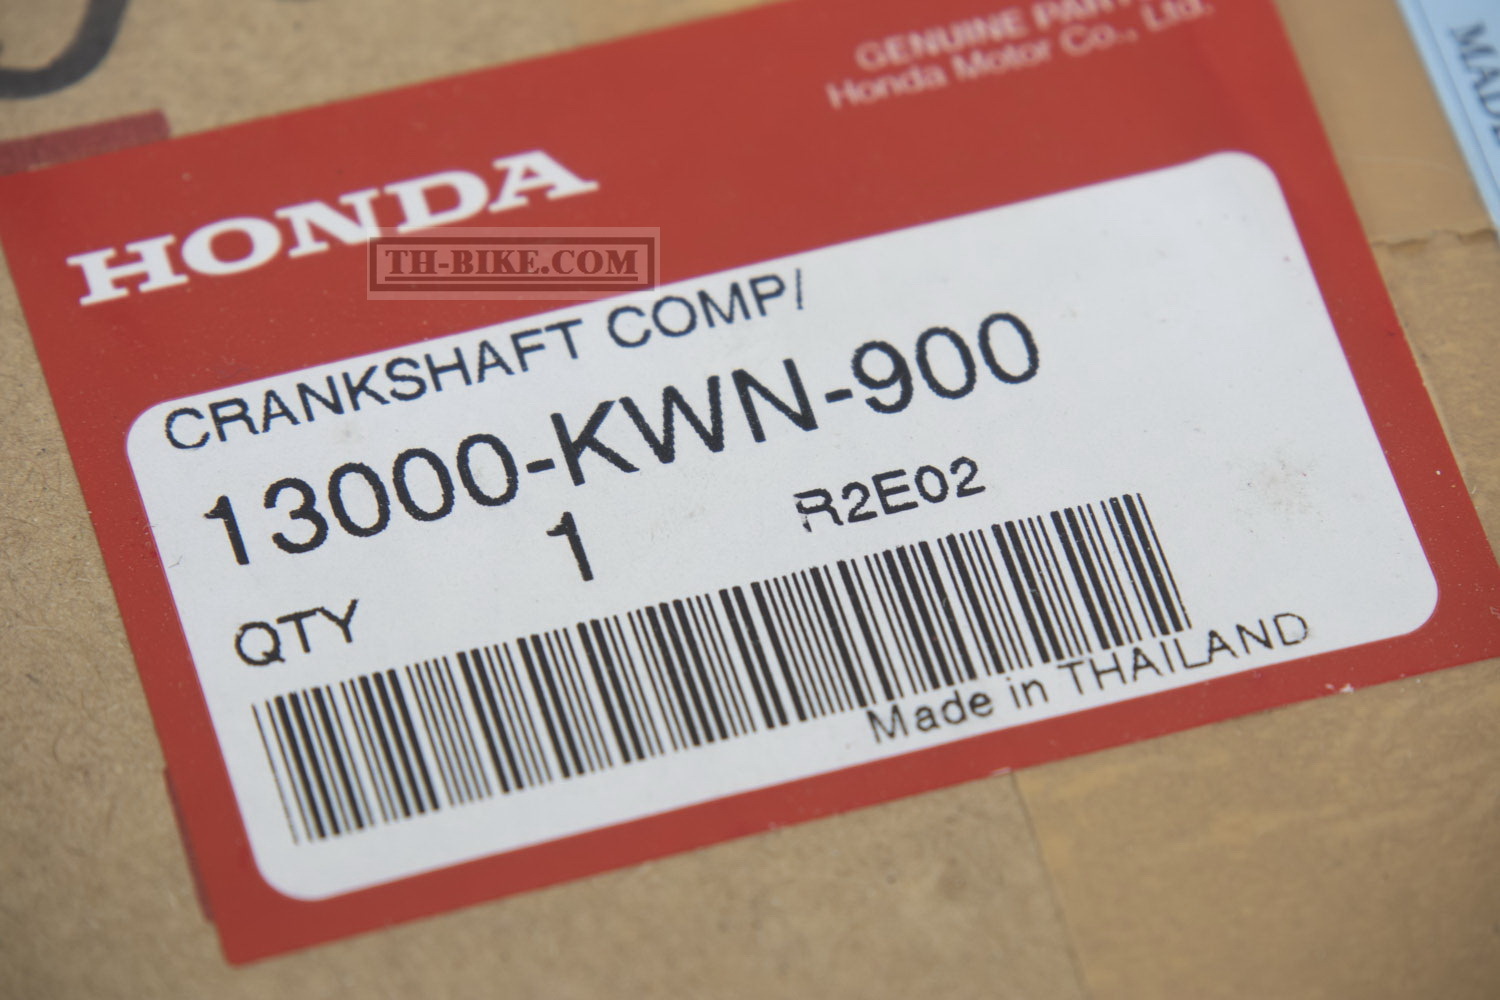 GENUINE PARTS
Honda Motor Co., Ltd.
HONDA
TH-BIKE.COM
CRANKSHAFT COMP/
13000-KWN-900
1 R2E02
QTY
Made in THAILAND
MADE